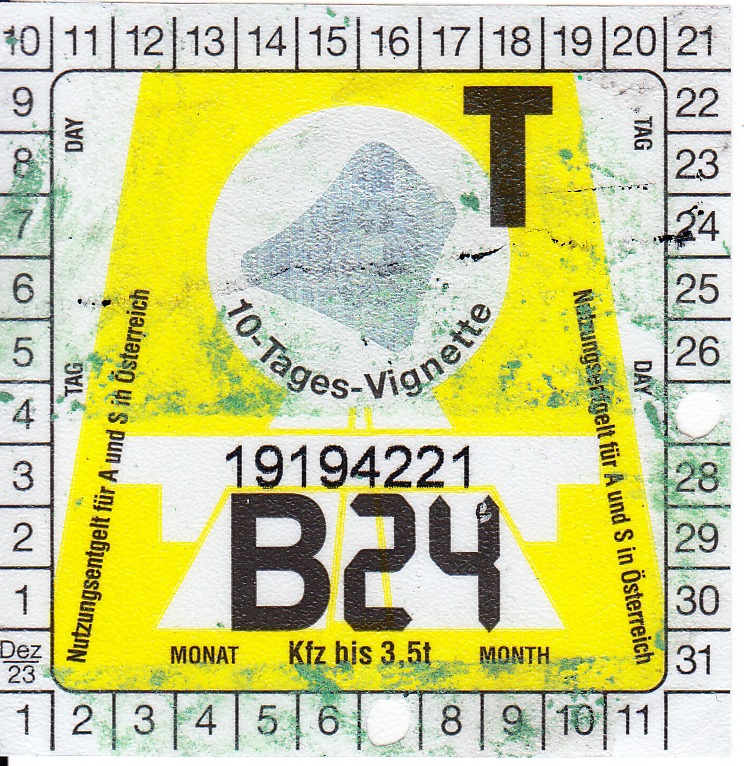 10 11 12 13 14 15 16 17 18 19 20 21
9 22
8 23
7 24
6 25
5 26
4
3 28
2 29
1 30
Dez
23 31
1 2 3 4 5 6 8 9 10 11
DAY
TAG
T
TAG
DAY
10-Tages-Vignette
Nutzungsentgelt für A und S in Österreich
Nutzungsentgelt für A und S in Österreich
19194221
B24
MONAT Kfz bis 3,5t MONTH